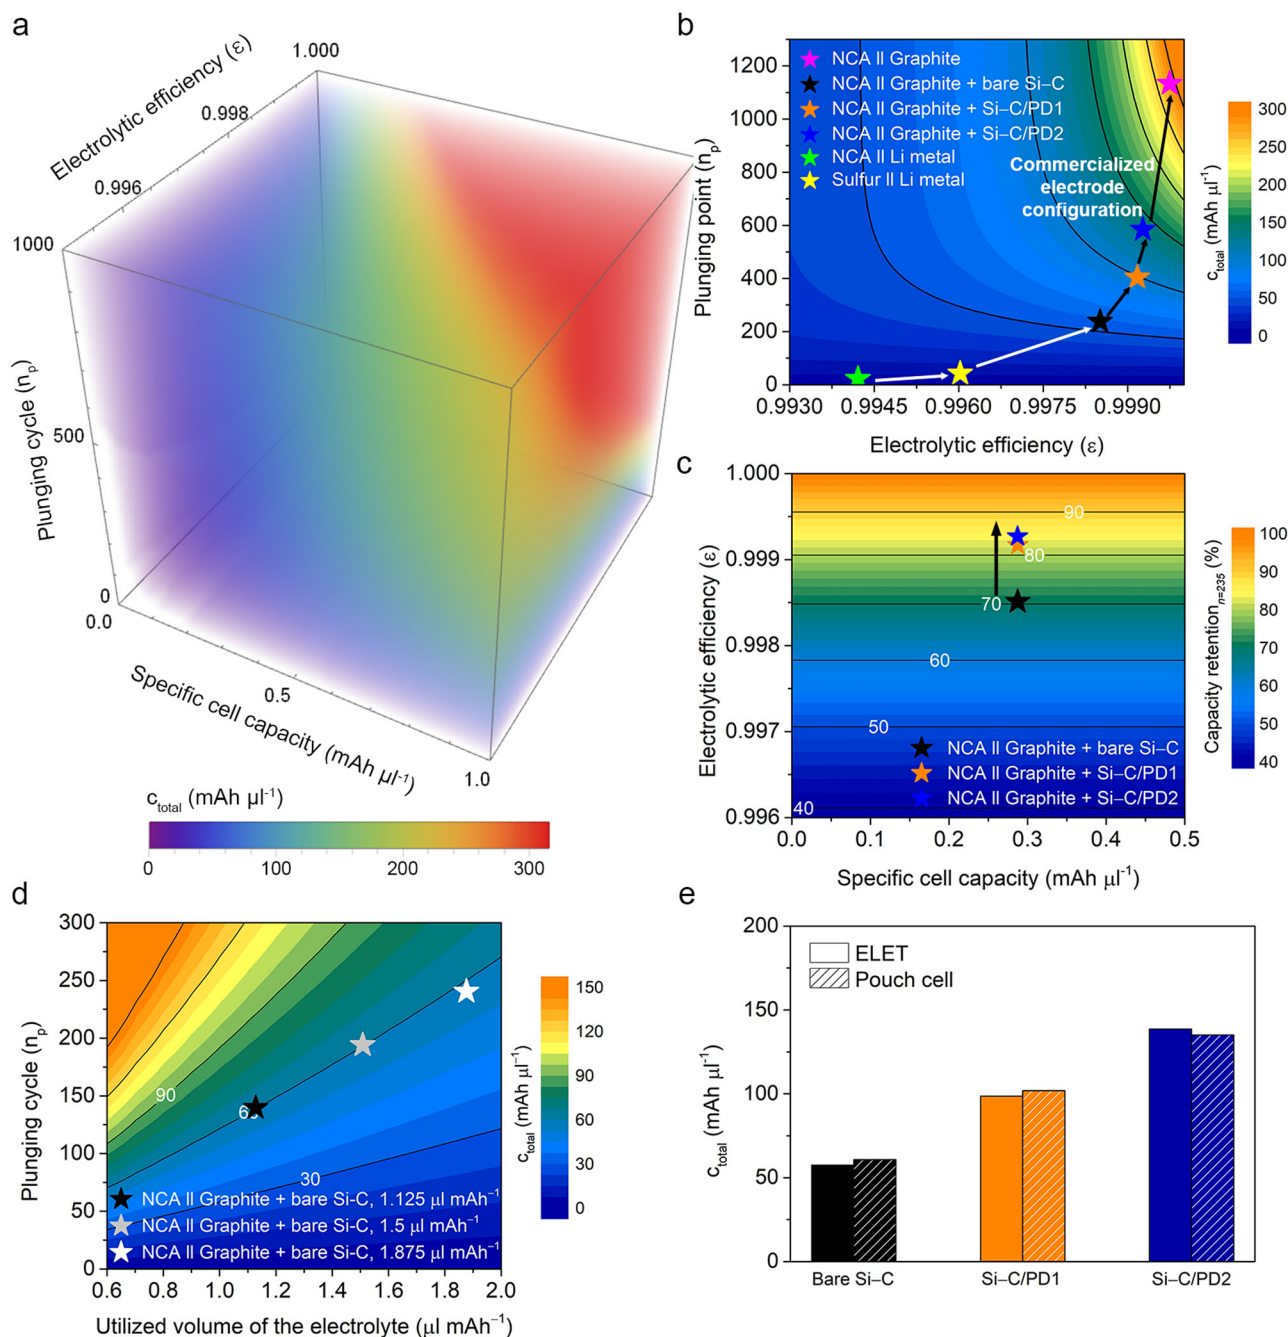 a
Electrolytic efficiency (ε)
1.000
0.998
0.996
1000
500
0
Plunging cycle (np)
0.0
0.5
1.0
Specific cell capacity (mAh µl-1)
ctotal (mAh µl-1)
0 100 200 300
b
NCA ll Graphite
NCA ll Graphite + bare Si–C
NCA ll Graphite + Si–C/PD1
NCA ll Graphite + Si–C/PD2
NCA ll Li metal
Sulfur ll Li metal
Commercialized
electrode
configuration
Plunging point (np)
1200
1000
800
600
400
200
0
0.9930 0.9945 0.9960 0.9975 0.9990
Electrolytic efficiency (ε)
ctotal (mAh µl-1)
300
250
200
150
100
50
0
c
Electrolytic efficiency (ε)
1.000
0.999
0.998
0.997
0.996
90
80
70
60
50
40
NCA ll Graphite + bare Si–C
NCA ll Graphite + Si–C/PD1
NCA ll Graphite + Si–C/PD2
0.0 0.1 0.2 0.3 0.4 0.5
Specific cell capacity (mAh µl-1)
Capacity retentionn=235 (%)
100
90
80
70
60
50
40
d
Plunging cycle (np)
300
250
200
150
100
50
0
90
30
NCA ll Graphite + bare Si-C, 1.125 µl mAh−1
NCA ll Graphite + bare Si-C, 1.5 µl mAh−1
NCA ll Graphite + bare Si-C, 1.875 µl mAh−1
0.6 0.8 1.0 1.2 1.4 1.6 1.8 2.0
Utilized volume of the electrolyte (µl mAh−1)
ctotal (mAh µl−1)
150
120
90
60
30
0
e
ELET
Pouch cell
ctotal (mAh µl−1)
200
150
100
50
0
Bare Si–C Si–C/PD1 Si–C/PD2